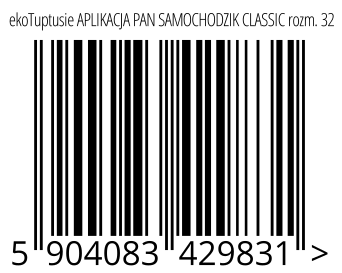 ekoTuptusie APLIKACJA PAN SAMOCHODZIK CLASSIC rozm. 32
5 904083 429831 >